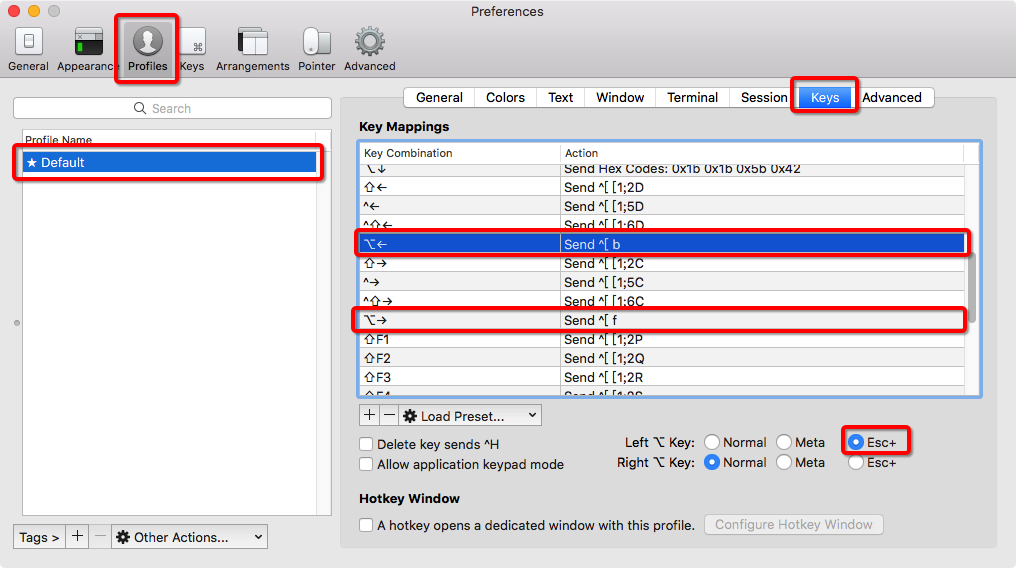 Preferences
General Appearance Profiles Keys Arrangements Pointer Advanced
Search
Profile Name
★ Default
General Colors Text Window Terminal Session Keys Advanced
Key Mappings
Key Combination Action
⌥↓ Send Hex Codes: 0x1b 0x1b 0x5b 0x42
⇧← Send ^[ [1;2D
^← Send ^[ [1;5D
^⇧← Send ^[ [1;6D
⌥← Send ^[ b
⇧→ Send ^[ [1;2C
^→ Send ^[ [1;5C
^⇧→ Send ^[ [1;6C
⌥→ Send ^[ f
⇧F1 Send ^[ [1;2P
⇧F2 Send ^[ [1;2Q
⇧F3 Send ^[ [1;2R
⇧F4 Send ^[ [1;2S
+ − Load Preset...
Delete key sends ^H
Allow application keypad mode
Left ⌥ Key: Normal Meta Esc+
Right ⌥ Key: Normal Meta Esc+
Hotkey Window
A hotkey opens a dedicated window with this profile. Configure Hotkey Window
Tags > + − Other Actions...